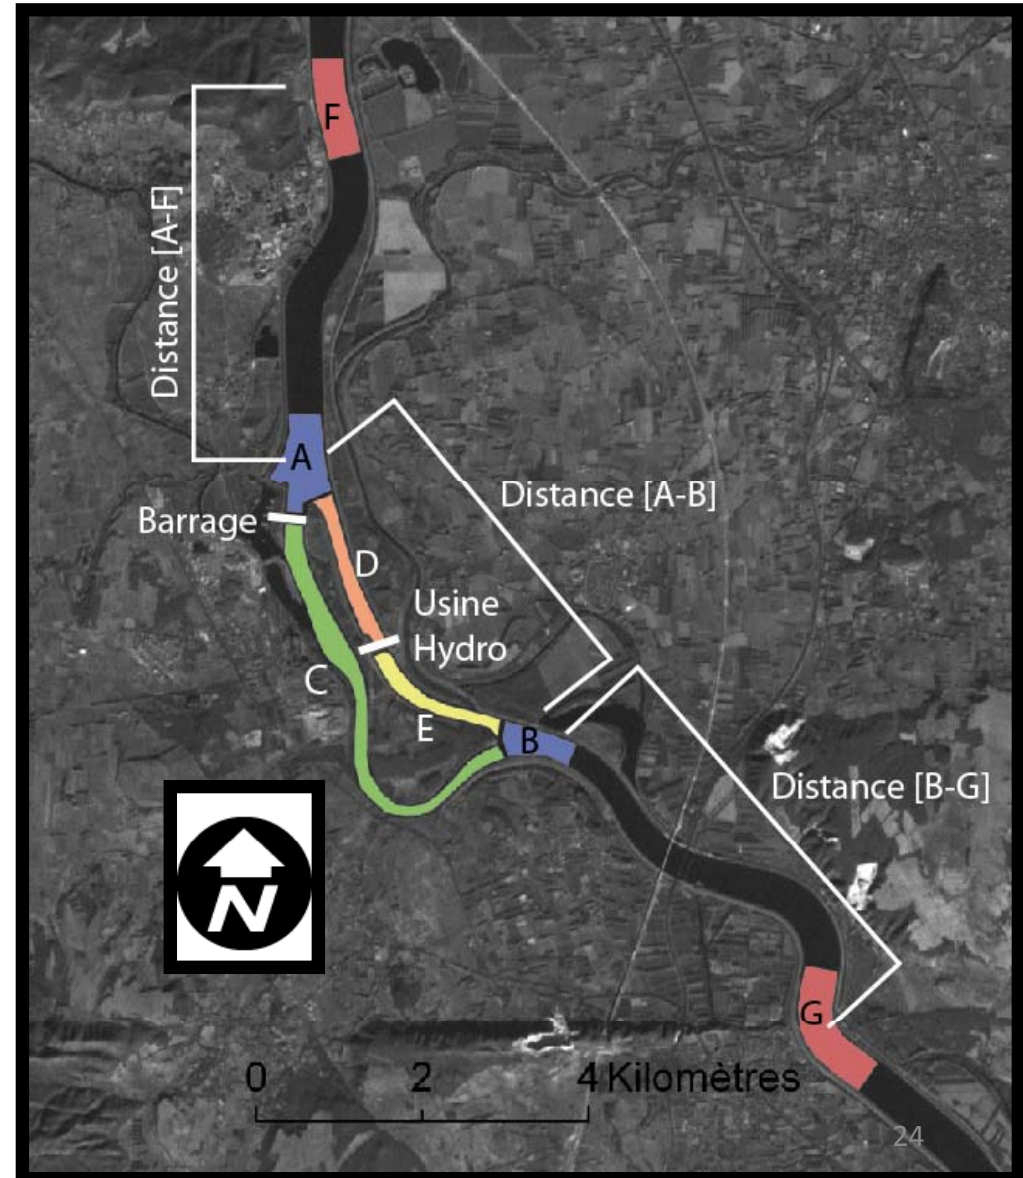 F
Distance [A-F]
A
Distance [A-B]
Barrage
D
Usine
Hydro
C
E
B
Distance [B-G]
N
G
0 2 4 Kilomètres
24